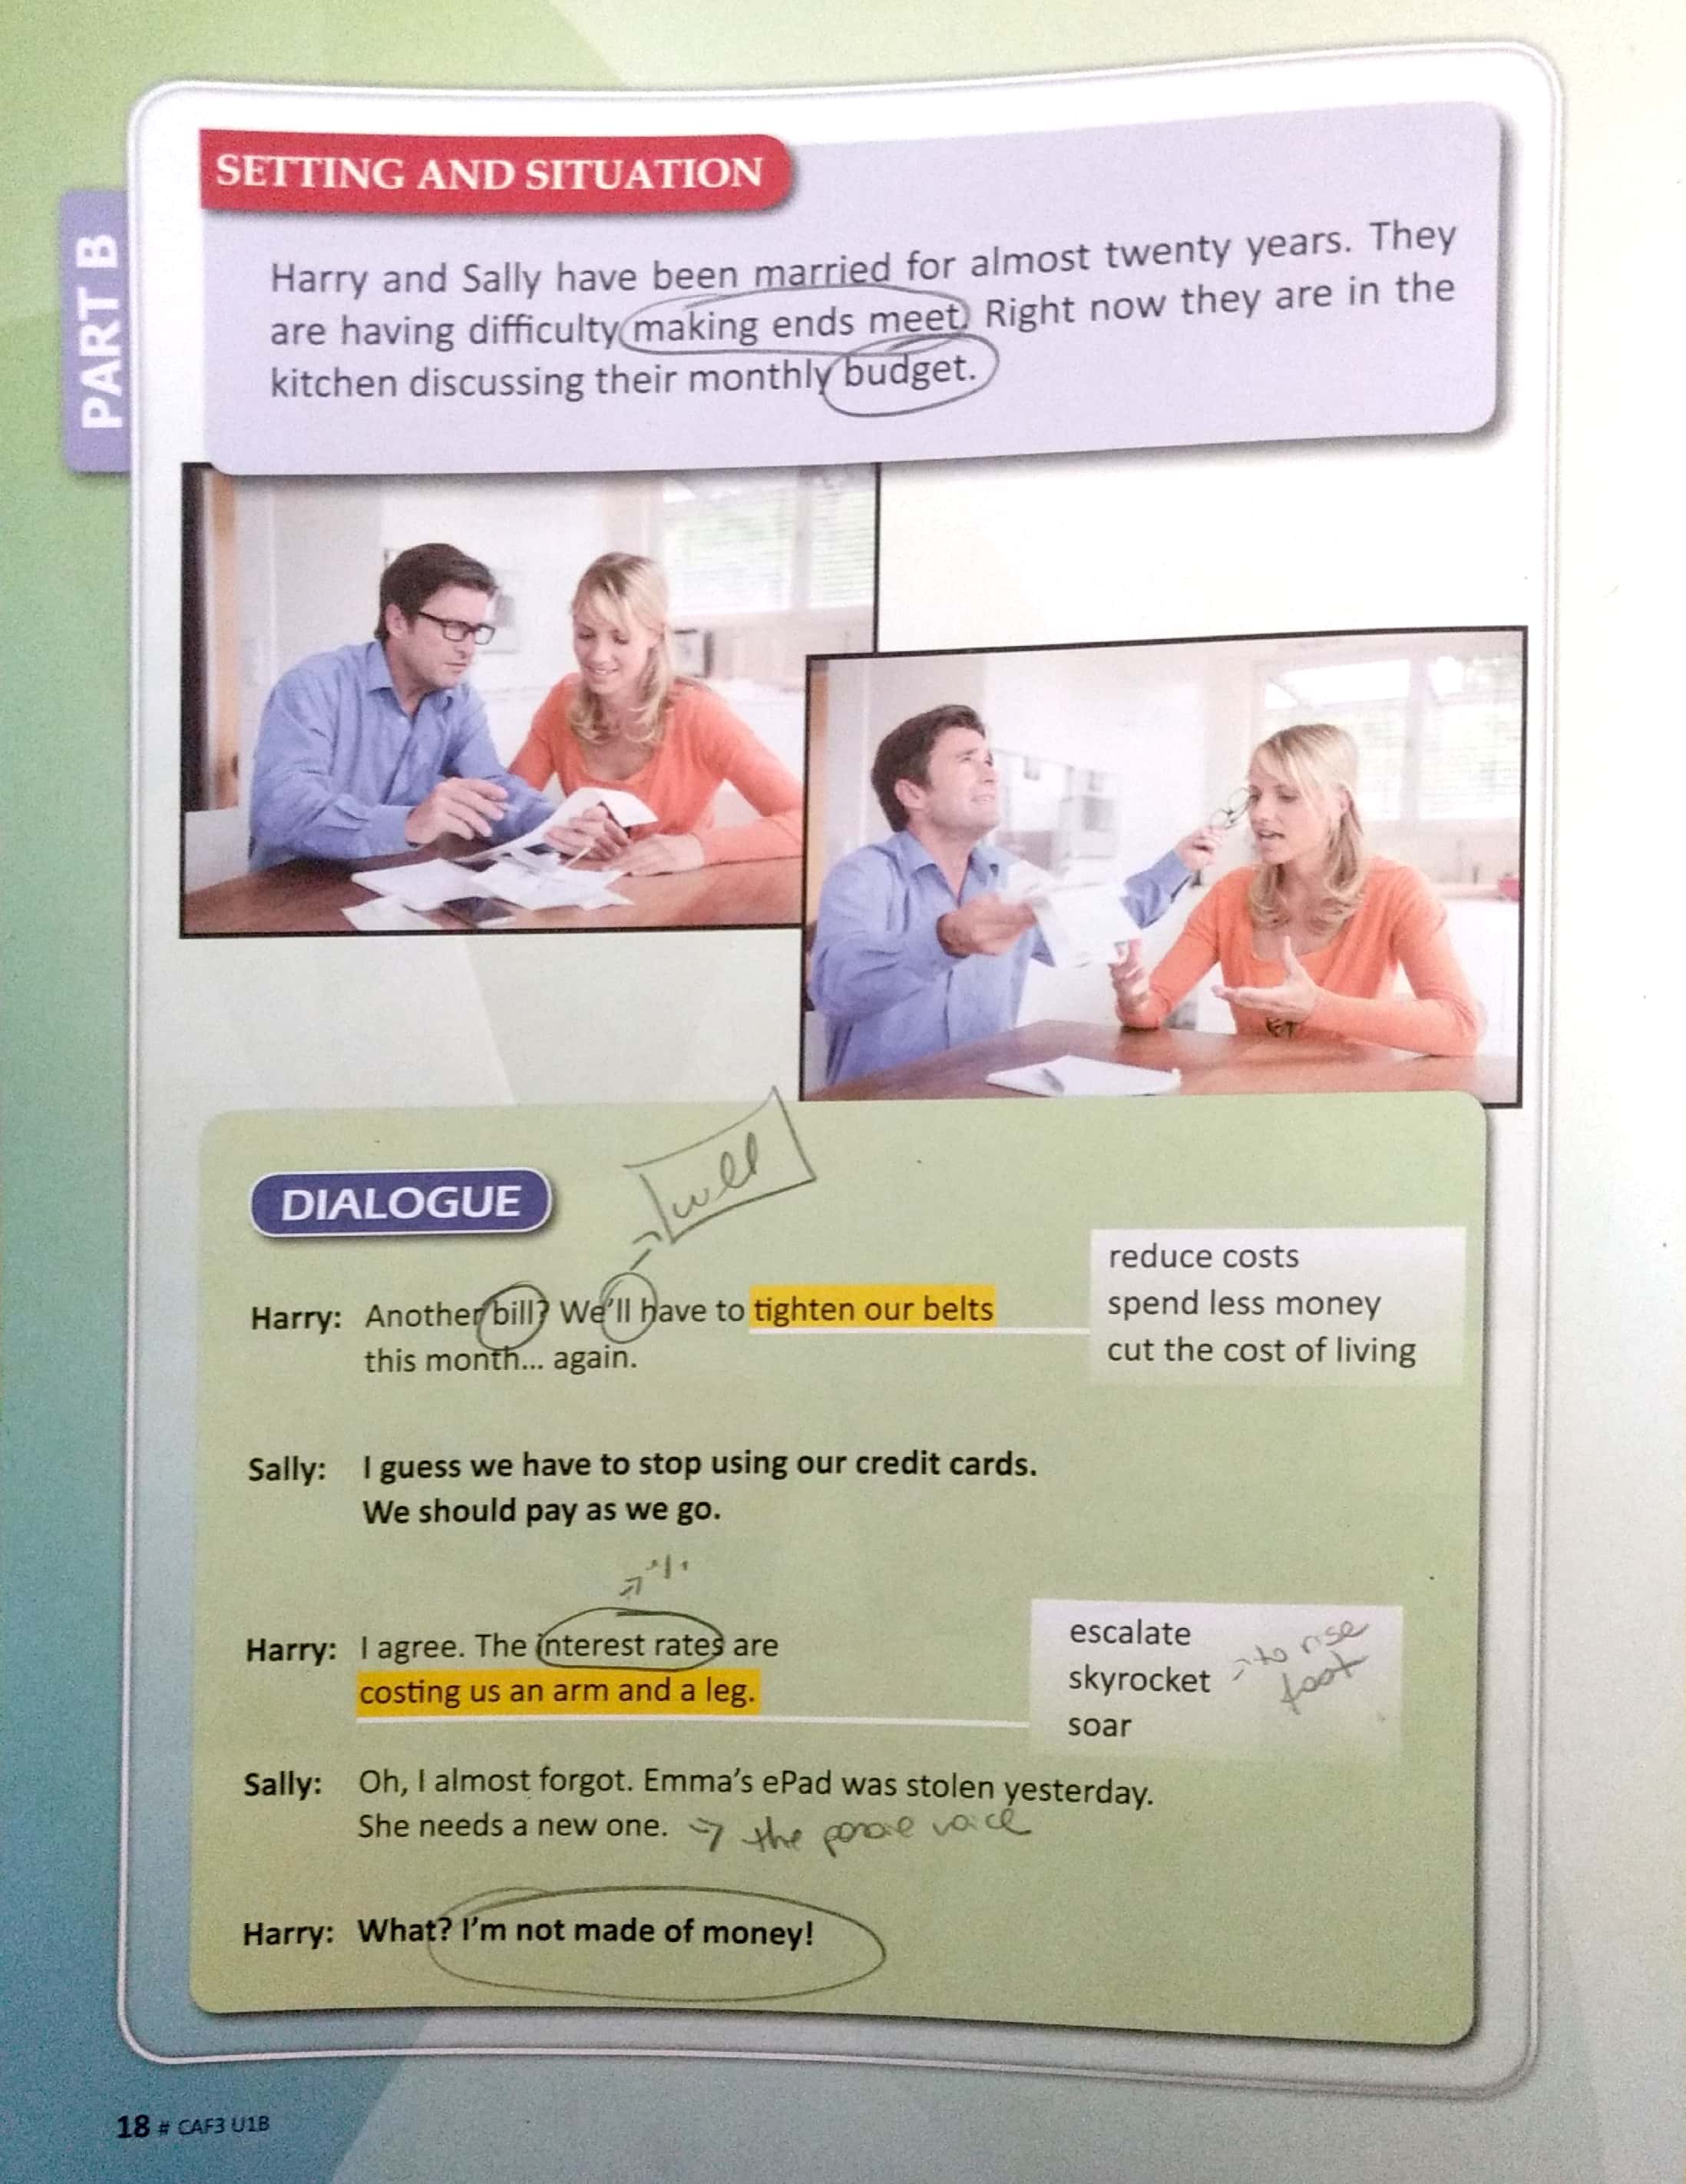 PART B
SETTING AND SITUATION
Harry and Sally have been married for almost twenty years. They
are having difficulty making ends meet. Right now they are in the
kitchen discussing their monthly budget.
DIALOGUE
will
Harry: Another bill? We'll have to tighten our belts
this month... again.
reduce costs
spend less money
cut the cost of living
Sally: I guess we have to stop using our credit cards.
We should pay as we go.
Harry: I agree. The interest rates are
costing us an arm and a leg.
escalate
skyrocket → to rise
soar
Sally: Oh, I almost forgot. Emma's ePad was stolen yesterday.
She needs a new one. → the voice
Harry: What? I'm not made of money!
18 # CAF3 U1B